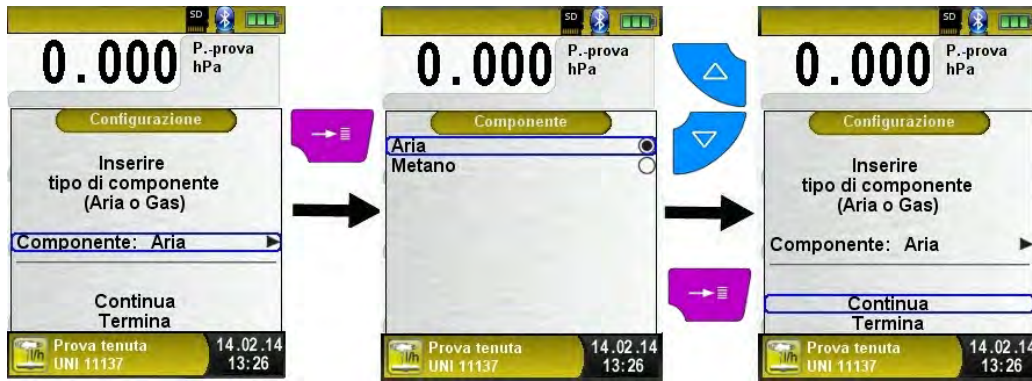 SD
0.000 P.-prova
hPa
Configurazione
Inserire
tipo di componente
(Aria o Gas)
Componente: Aria
Continua
Termina
l/h Prova tenuta 14.02.14
UNI 11137 13:26
SD
0.000 P.-prova
hPa
Componente
Aria
Metano
l/h Prova tenuta 14.02.14
UNI 11137 13:26
SD
0.000 P.-prova
hPa
Configurazione
Inserire
tipo di componente
(Aria o Gas)
Componente: Aria
Continua
Termina
l/h Prova tenuta 14.02.14
UNI 11137 13:26